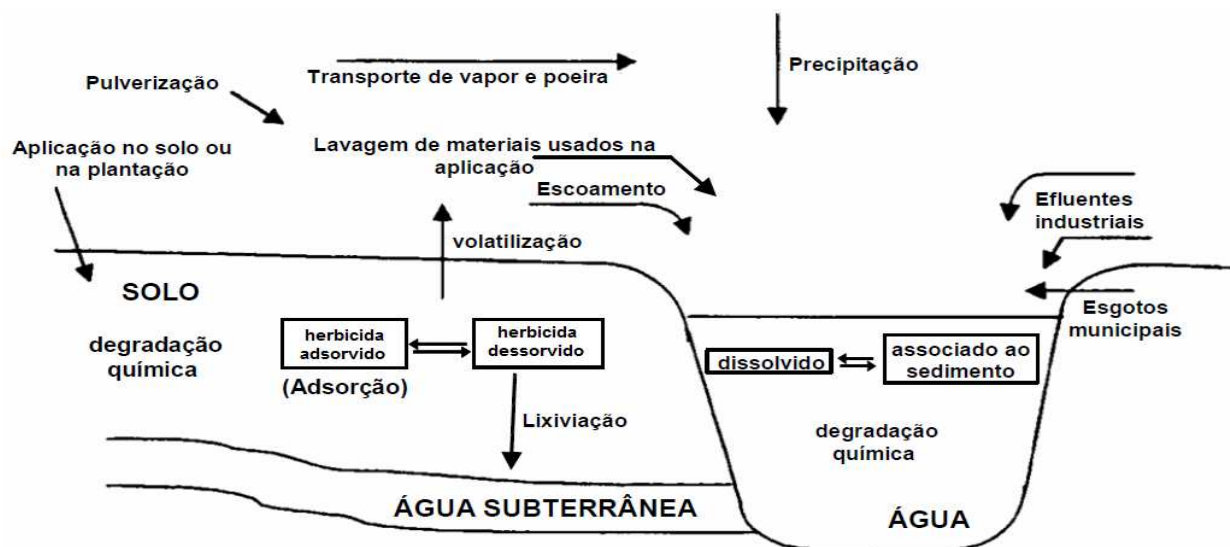 Pulverização
Transporte de vapor e poeira
Precipitação
Aplicação no solo ou
na plantação
Lavagem de materiais usados na
aplicação
Escoamento
Efluentes
industriais
volatilização
SOLO
Esgotos
municipais
degradação
química
herbicida
adsorvido
(Adsorção)
herbicida
dessorvido
dissolvido
associado ao
sedimento
Lixiviação
degradação
química
ÁGUA SUBTERRÂNEA
ÁGUA